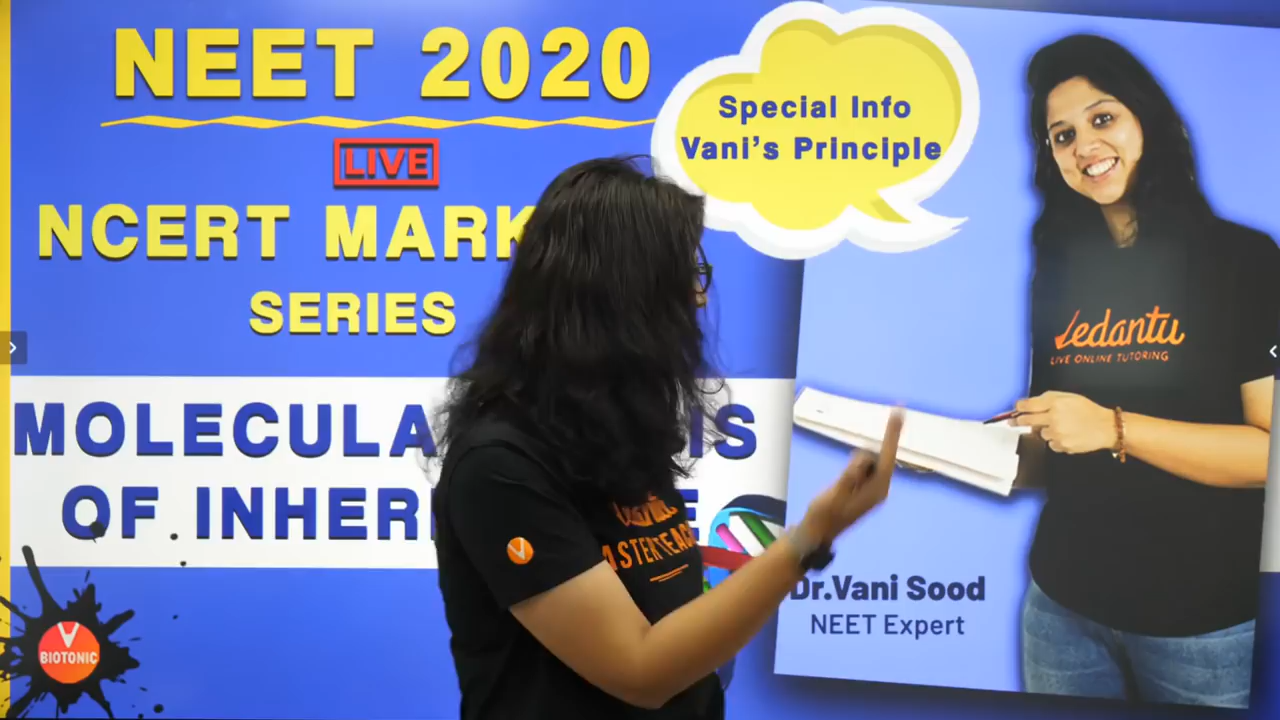 NEET 2020
LIVE
NCERT MARK
SERIES
MOLECULA IS
OF INHER E
Special Info
Vani's Principle
Vedantu
LIVE ONLINE TUTORING
Dr.Vani Sood
NEET Expert
V
BIOTONIC